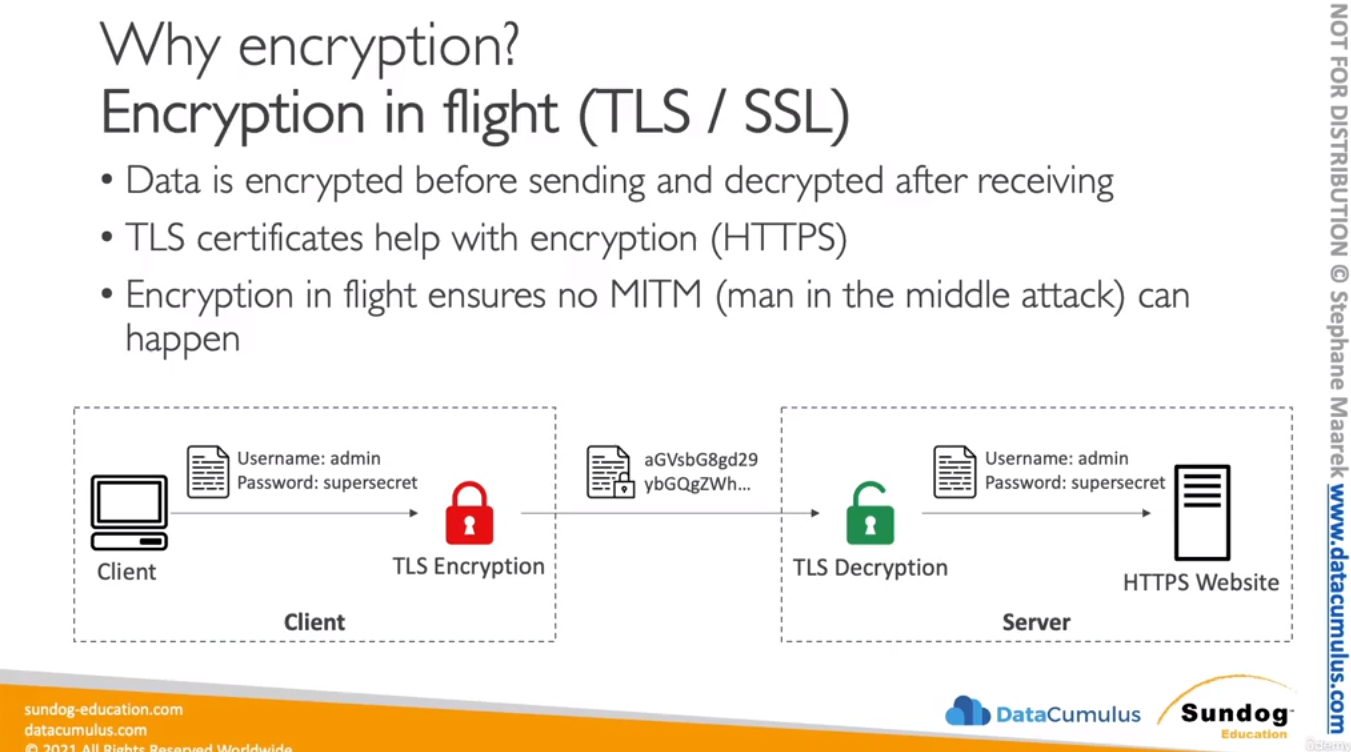 Why encryption?
Encryption in flight (TLS / SSL)
• Data is encrypted before sending and decrypted after receiving
• TLS certificates help with encryption (HTTPS)
• Encryption in flight ensures no MITM (man in the middle attack) can
happen
Username: admin
Password: supersecret
Client
TLS Encryption
Client
aGVsbG8gd29
ybGQgZWh...
TLS Decryption
Username: admin
Password: supersecret
HTTPS Website
Server
sundog-education.com
datacumulus.com
© 2021 All Rights Reserved Worldwide
DataCumulus
Sundog
Education
NOT FOR DISTRIBUTION © Stephane Maarek www.datacumulus.com
ûdemy